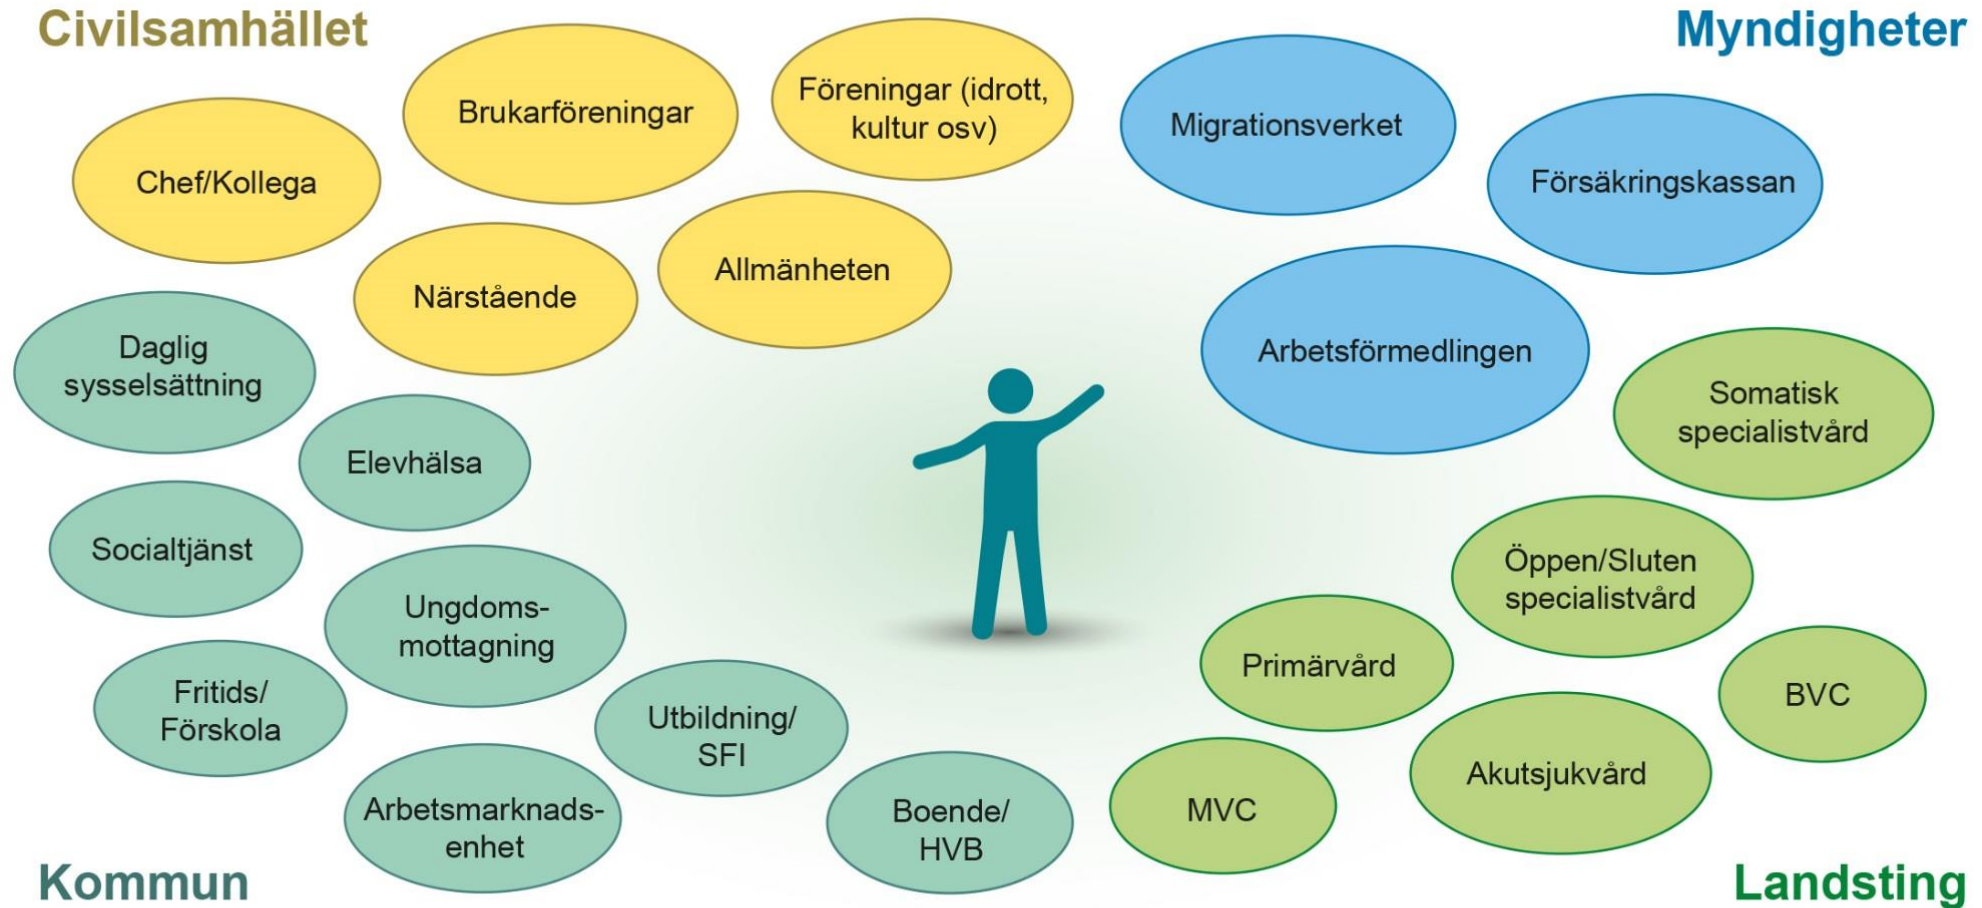 Civilsamhället
Myndigheter
Brukarföreningar
Föreningar (idrott,
kultur osv)
Chef/Kollega
Närstående
Allmänheten
Migrationsverket
Försäkringskassan
Arbetsförmedlingen
Daglig
sysselsättning
Elevhälsa
Socialtjänst
Ungdoms-
mottagning
Fritids/
Förskola
Utbildning/
SFI
Arbetsmarknads-
enhet
Boende/
HVB
Somatisk
specialistvård
Öppen/Sluten
specialistvård
Primärvård
BVC
Akutsjukvård
MVC
Kommun
Landsting